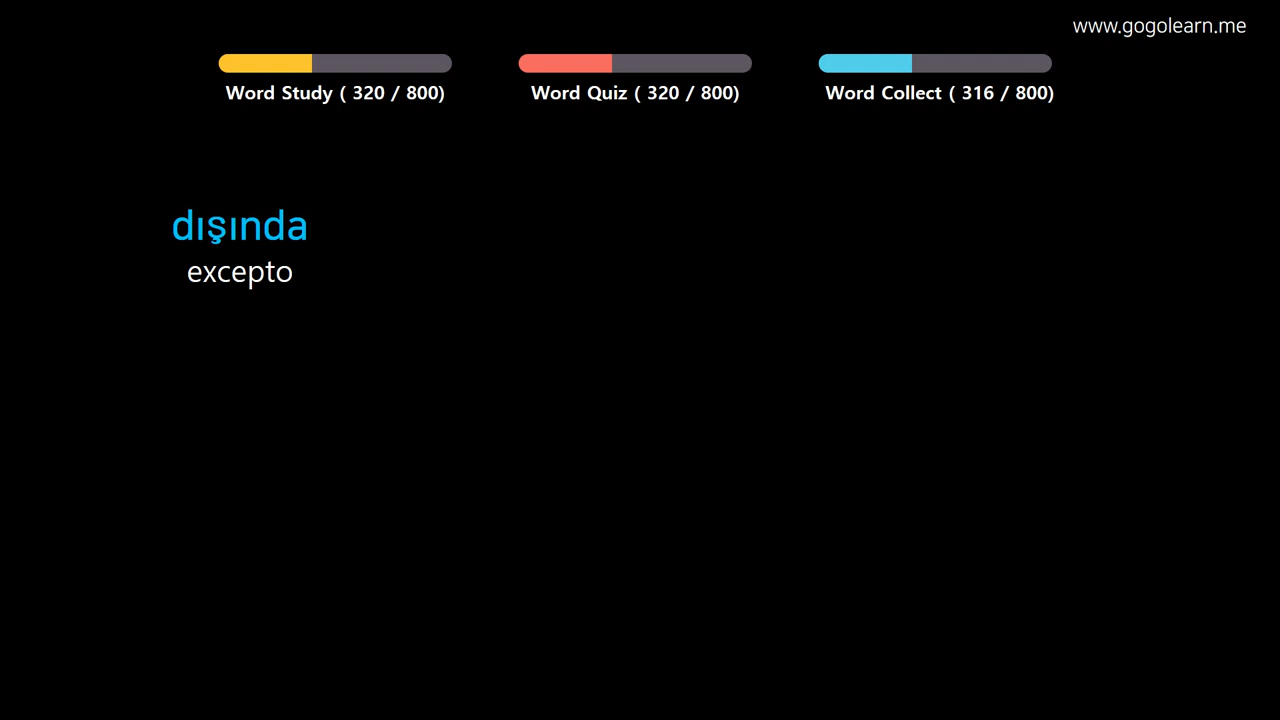 www.gogolearn.me
Word Study ( 320 / 800)
Word Quiz ( 320 / 800)
Word Collect ( 316 / 800)
dışında
excepto